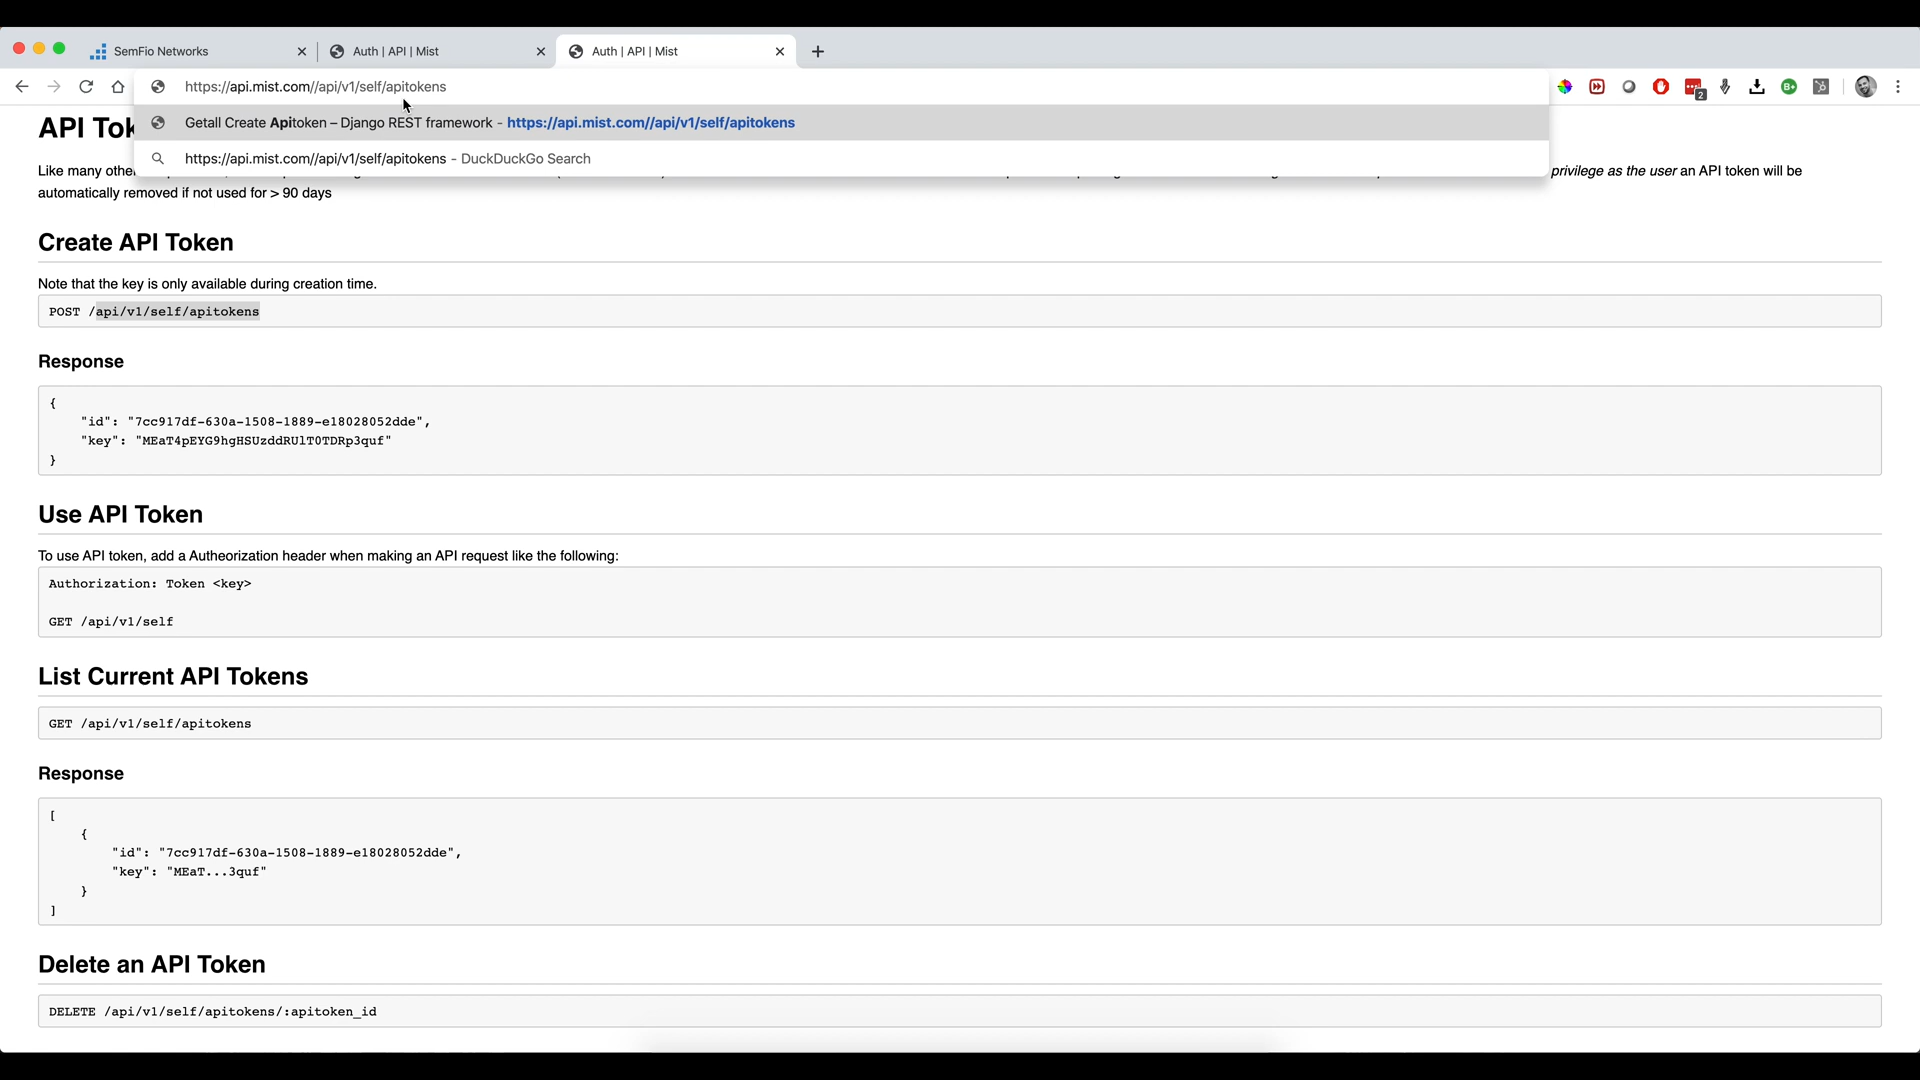 SemFio Networks
Auth | API | Mist
Auth | API | Mist
https://api.mist.com//api/v1/self/apitokens
2
Getall Create Apitoken – Django REST framework - https://api.mist.com//api/v1/self/apitokens
https://api.mist.com//api/v1/self/apitokens - DuckDuckGo Search
API Tok
Like many othe privilege as the user an API token will be
automatically removed if not used for > 90 days
Create API Token
Note that the key is only available during creation time.
POST /api/v1/self/apitokens
Response
{
"id": "7cc917df-630a-1508-1889-e18028052dde",
"key": "MEaT4pEYG9hgHSUzddRUlT0TDRp3quf"
}
Use API Token
To use API token, add a Autheorization header when making an API request like the following:
Authorization: Token <key>
GET /api/v1/self
List Current API Tokens
GET /api/v1/self/apitokens
Response
[
{
"id": "7cc917df-630a-1508-1889-e18028052dde",
"key": "MEaT...3quf"
}
]
Delete an API Token
DELETE /api/v1/self/apitokens/:apitoken_id